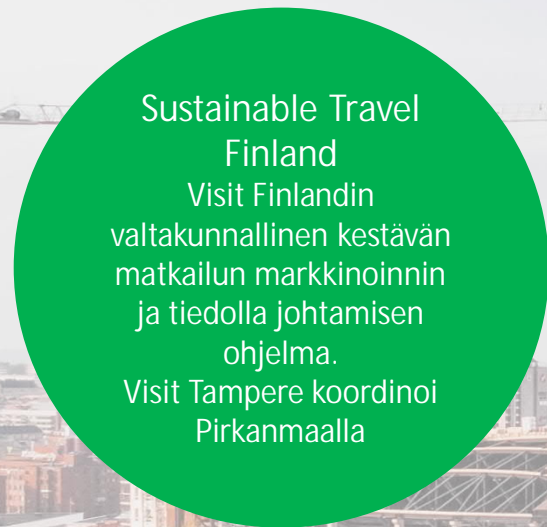 Sustainable Travel
Finland
Visit Finlandin
valtakunnallinen kestävän
matkailun markkinoinnin
ja tiedolla johtamisen
ohjelma.
Visit Tampere koordinoi
Pirkanmaalla